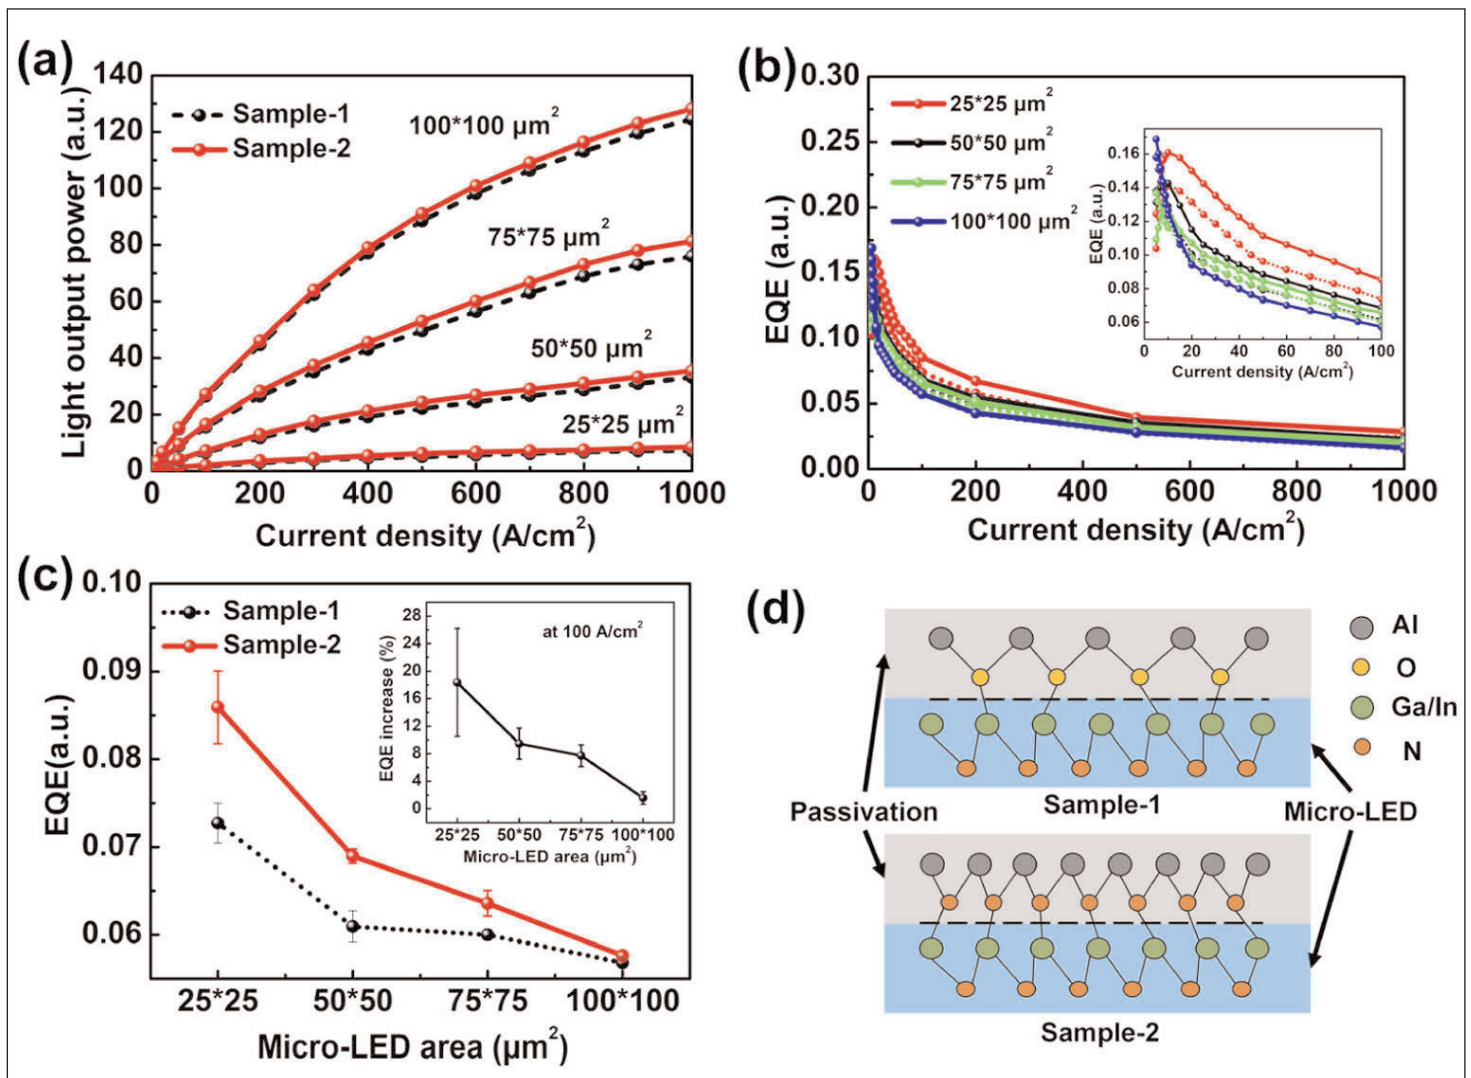 (a)
Light output power (a.u.)
140
120
100
80
60
40
20
0
Sample-1
Sample-2
100*100 μm²
75*75 μm²
50*50 μm²
25*25 μm²
0 200 400 600 800 1000
Current density (A/cm²)
(b)
EQE (a.u.)
0.30
0.25
0.20
0.15
0.10
0.05
0.00
25*25 μm²
50*50 μm²
75*75 μm²
100*100 μm²
EQE (a.u.)
0.16
0.14
0.12
0.10
0.08
0.06
0 20 40 60 80 100
Current density (A/cm²)
0 200 400 600 800 1000
Current density (A/cm²)
(c)
EQE(a.u.)
0.10
0.09
0.08
0.07
0.06
Sample-1
Sample-2
EQE increase (%)
28
24
20
16
12
8
4
0
at 100 A/cm²
25*25 50*50 75*75 100*100
Micro-LED area (μm²)
25*25 50*50 75*75 100*100
Micro-LED area (μm²)
(d)
Al
O
Ga/In
N
Passivation
Sample-1
Micro-LED
Sample-2